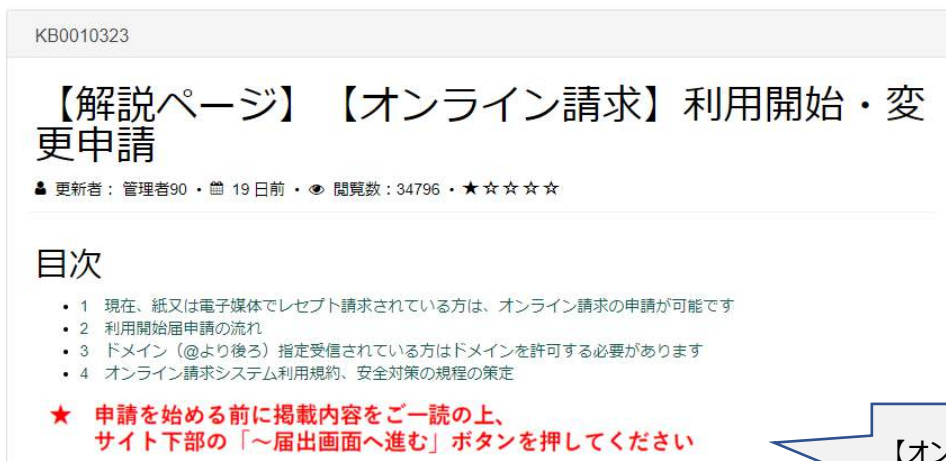 KB0010323
【解説ページ】【オンライン請求】利用開始・変
更申請
更新者： 管理者90 • 19 日前 • 閲覧数：34796 • ★☆☆☆☆
目次
• 1 現在、紙又は電子媒体でレセプト請求されている方は、オンライン請求の申請が可能です
• 2 利用開始届申請の流れ
• 3 ドメイン（@より後ろ）指定受信されている方はドメインを許可する必要があります
• 4 オンライン請求システム利用規約、安全対策の規程の策定
★ 申請を始める前に掲載内容をご一読の上、
サイト下部の「～届出画面へ進む」ボタンを押してください
【オン